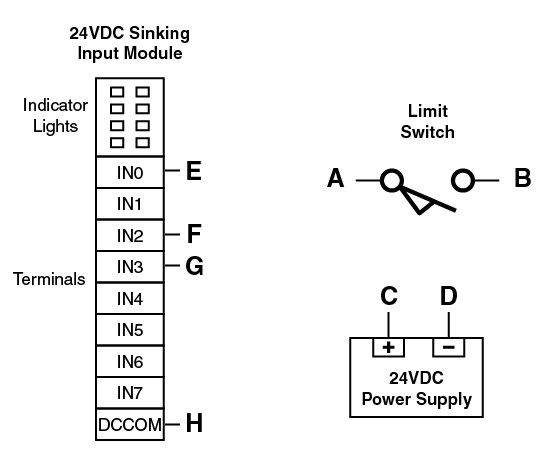 24VDC Sinking
Input Module
Indicator
Lights
Limit
Switch
IN0 E
A B
IN1
IN2 F
IN3 G
Terminals
IN4
C D
IN5
+ −
IN6
24VDC
Power Supply
IN7
DCCOM H